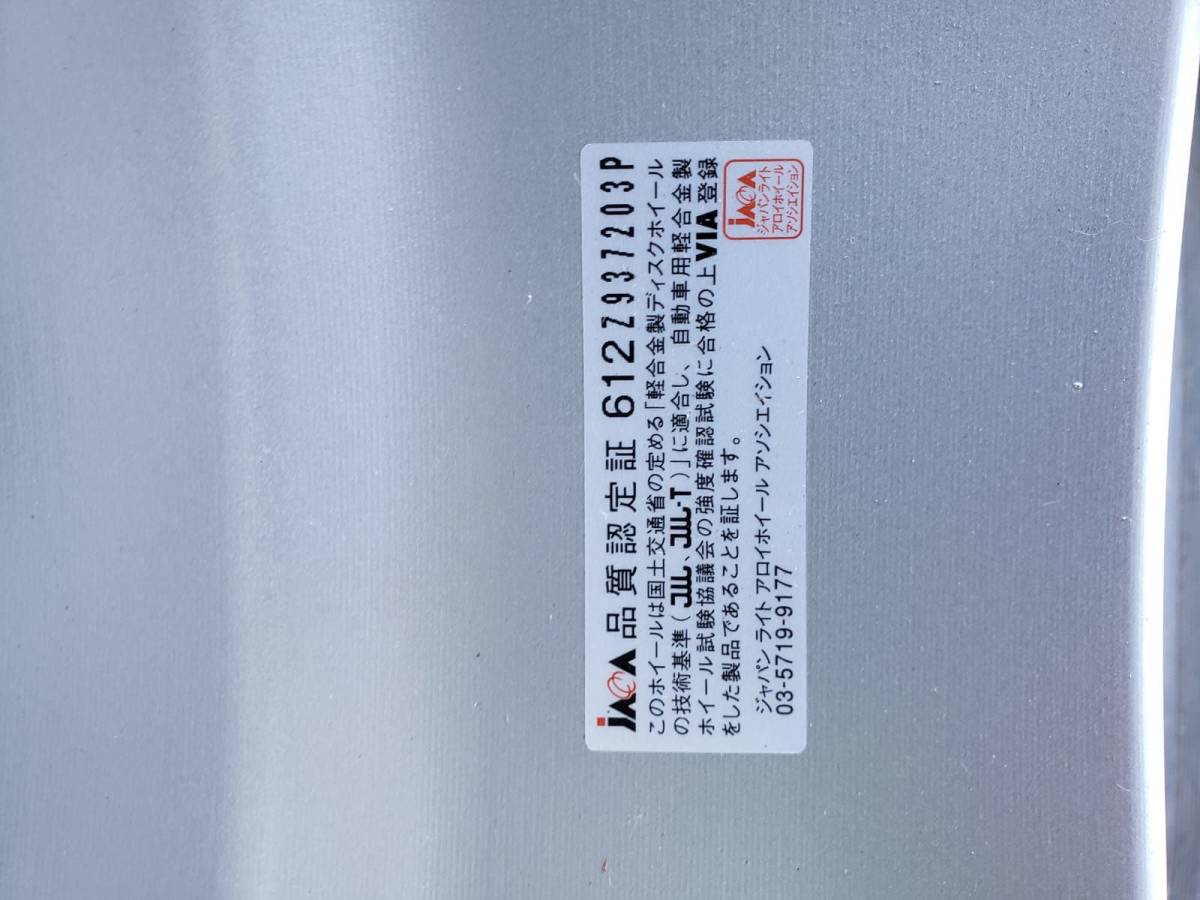 JAWA 品質認定証 612Z937203P
このホイールは国土交通省の定める「軽合金製ディスクホイール
の技術基準(JWL、JWL-T)」に適合し、自動車用軽合金製
ホイール試験協議会の強度確認試験に合格の上VIA登録
をした製品であることを証します。
ジャパン ライト アロイホイール アソシエイション
03-5719-9177
JAWA
ジャパンライト
アロイホイール
アソシエイション